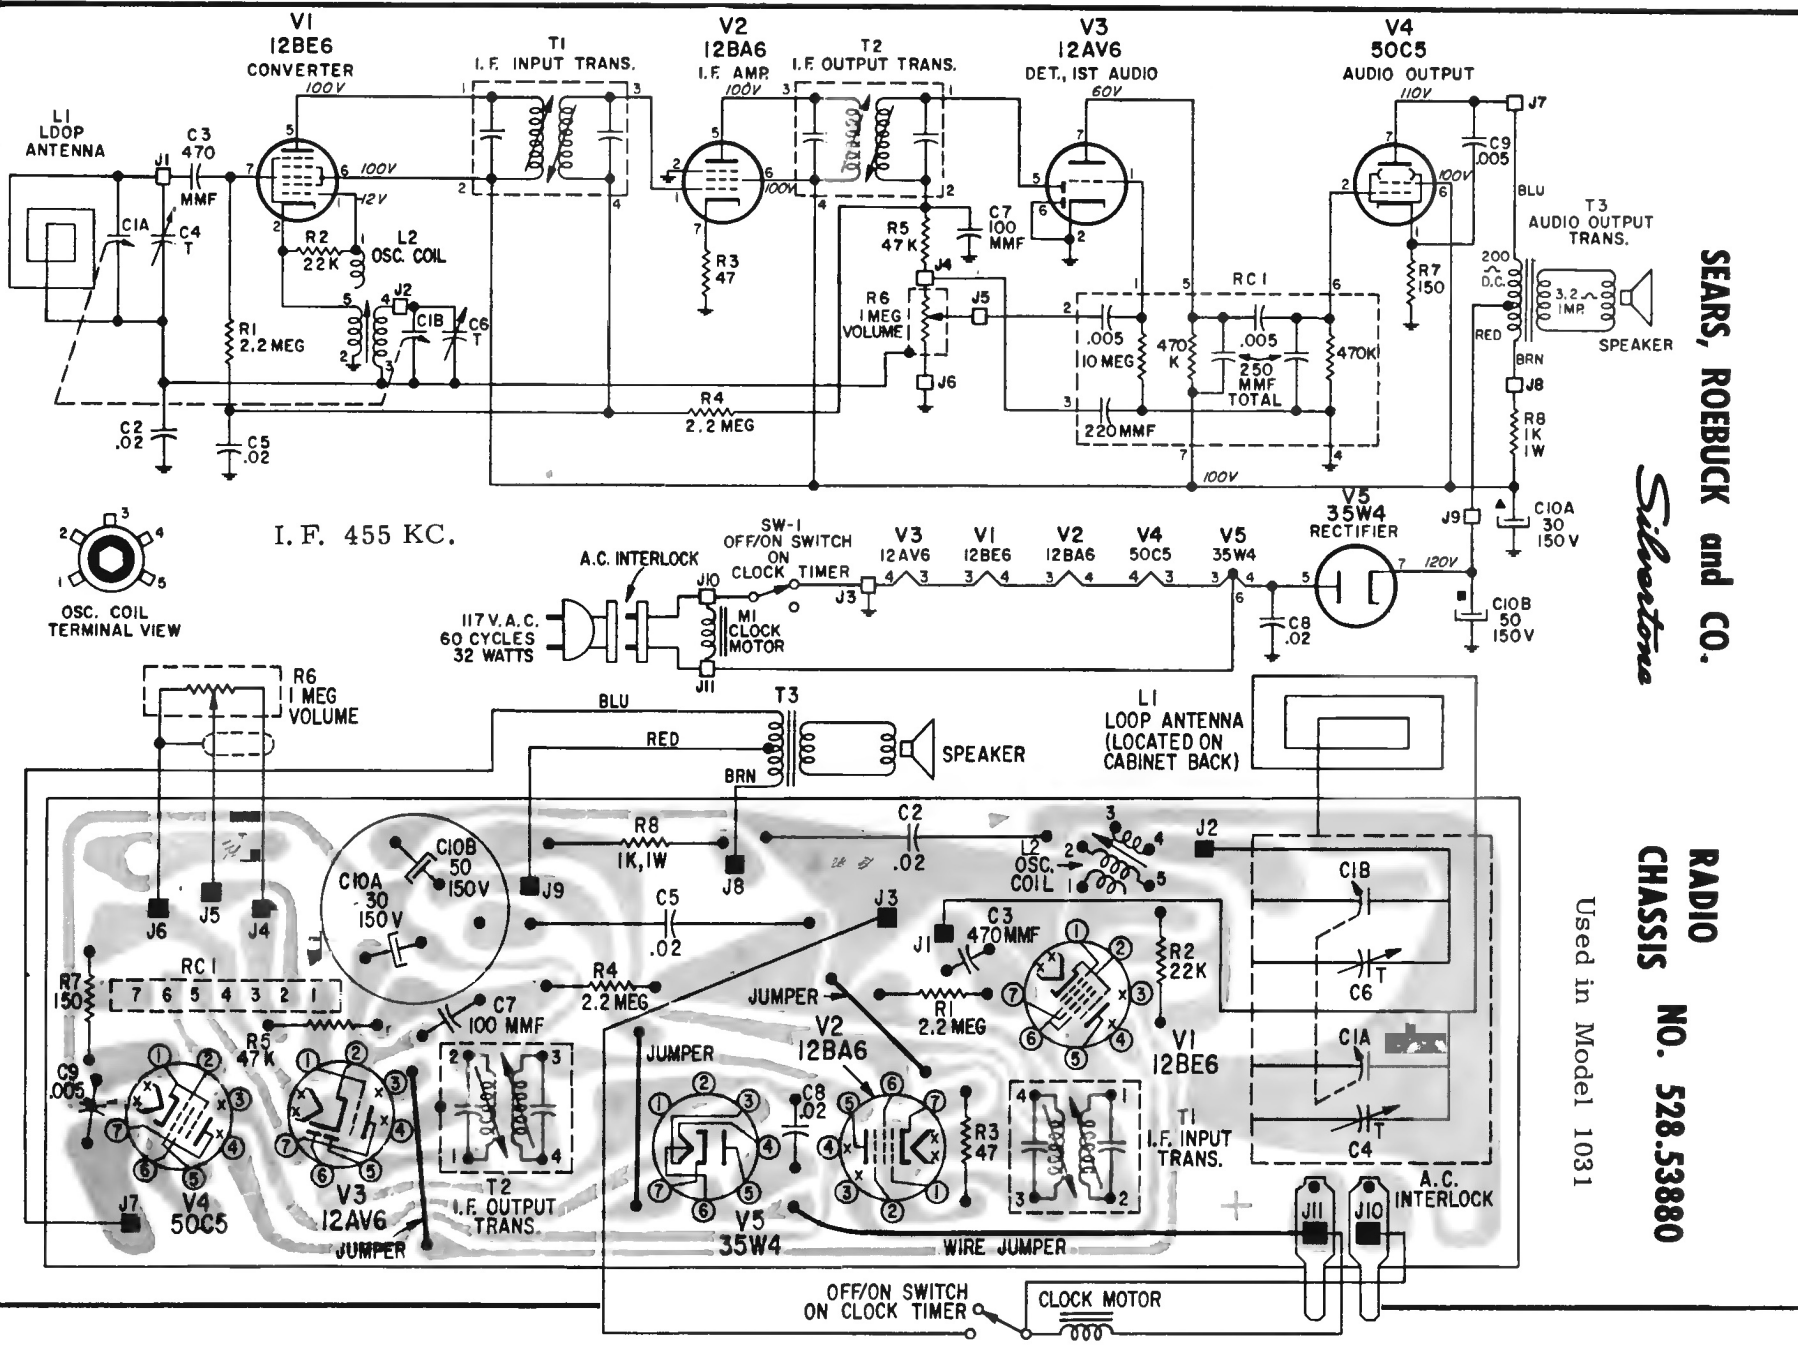 V1
12BE6
CONVERTER
100V
T1
I.F. INPUT TRANS.
V2
12BA6
I.F. AMP.
100V
T2
I.F. OUTPUT TRANS.
V3
12AV6
DET., 1ST AUDIO
60V
V4
50C5
AUDIO OUTPUT
110V
J7
C9
.005
L1
LOOP
ANTENNA
J1
C3
470
MMF
100V
12V
100V
100V
C1A
C4
T
R2
22K
L2
OSC. COIL
J2
C1B
C6
T
R1
2.2 MEG
R3
47
R5
47K
C7
100
MMF
J4
R6
1 MEG
VOLUME
J5
J6
RC1
.005
10 MEG
470
K
.005
250
MMF
TOTAL
470K
220MMF
R7
150
BLU
T3
AUDIO OUTPUT
TRANS.
200
D.C.
3.2
IMP.
RED
BRN
SPEAKER
J8
R8
1K
1W
R4
2.2 MEG
C2
.02
C5
.02
100V
I.F. 455 KC.
OSC. COIL
TERMINAL VIEW
A.C. INTERLOCK
SW-1
OFF/ON SWITCH
ON
CLOCK TIMER
J10
117 V.A.C.
60 CYCLES
32 WATTS
M1
CLOCK
MOTOR
J11
J3
V3
12AV6
V1
12BE6
V2
12BA6
V4
50C5
V5
35W4
V5
35W4
RECTIFIER
120V
C8
.02
J9
C10A
30
150V
C10B
50
150V
R6
1 MEG
VOLUME
BLU
RED
BRN
T3
SPEAKER
L1
LOOP ANTENNA
(LOCATED ON
CABINET BACK)
J6
J5
J4
C10B
50
150V
C10A
30
150V
J9
R8
1K, 1W
J8
C2
.02
C5
.02
J3
L2
OSC.
COIL
J2
J1
C3
470MMF
R2
22K
C1B
C6
T
C1A
C4
T
R7
150
RC1
7 6 5 4 3 2 1
R5
47K
C7
100 MMF
R4
2.2 MEG
JUMPER
JUMPER
R1
2.2 MEG
V2
12BA6
V1
12BE6
C9
.005
V4
50C5
J7
V3
12AV6
JUMPER
T2
I.F. OUTPUT
TRANS.
C8
.02
V5
35W4
R3
47
T1
I.F. INPUT
TRANS.
WIRE JUMPER
A.C.
INTERLOCK
J11
J10
OFF/ON SWITCH
ON CLOCK TIMER
CLOCK MOTOR
SEARS, ROEBUCK and CO.
Silvertone
RADIO
CHASSIS NO. 528.53880
Used in Model 1031